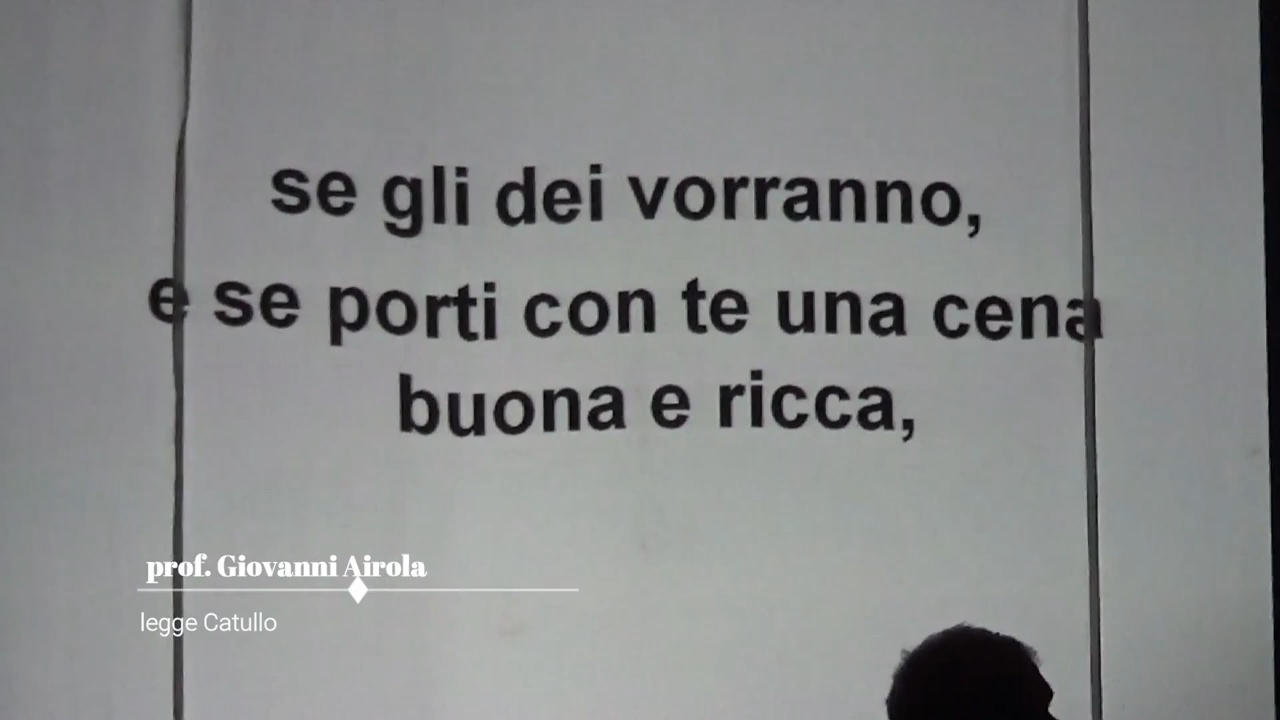 se gli dei vorranno,
e se porti con te una cena
buona e ricca,
prof. Giovanni Airola
legge Catullo